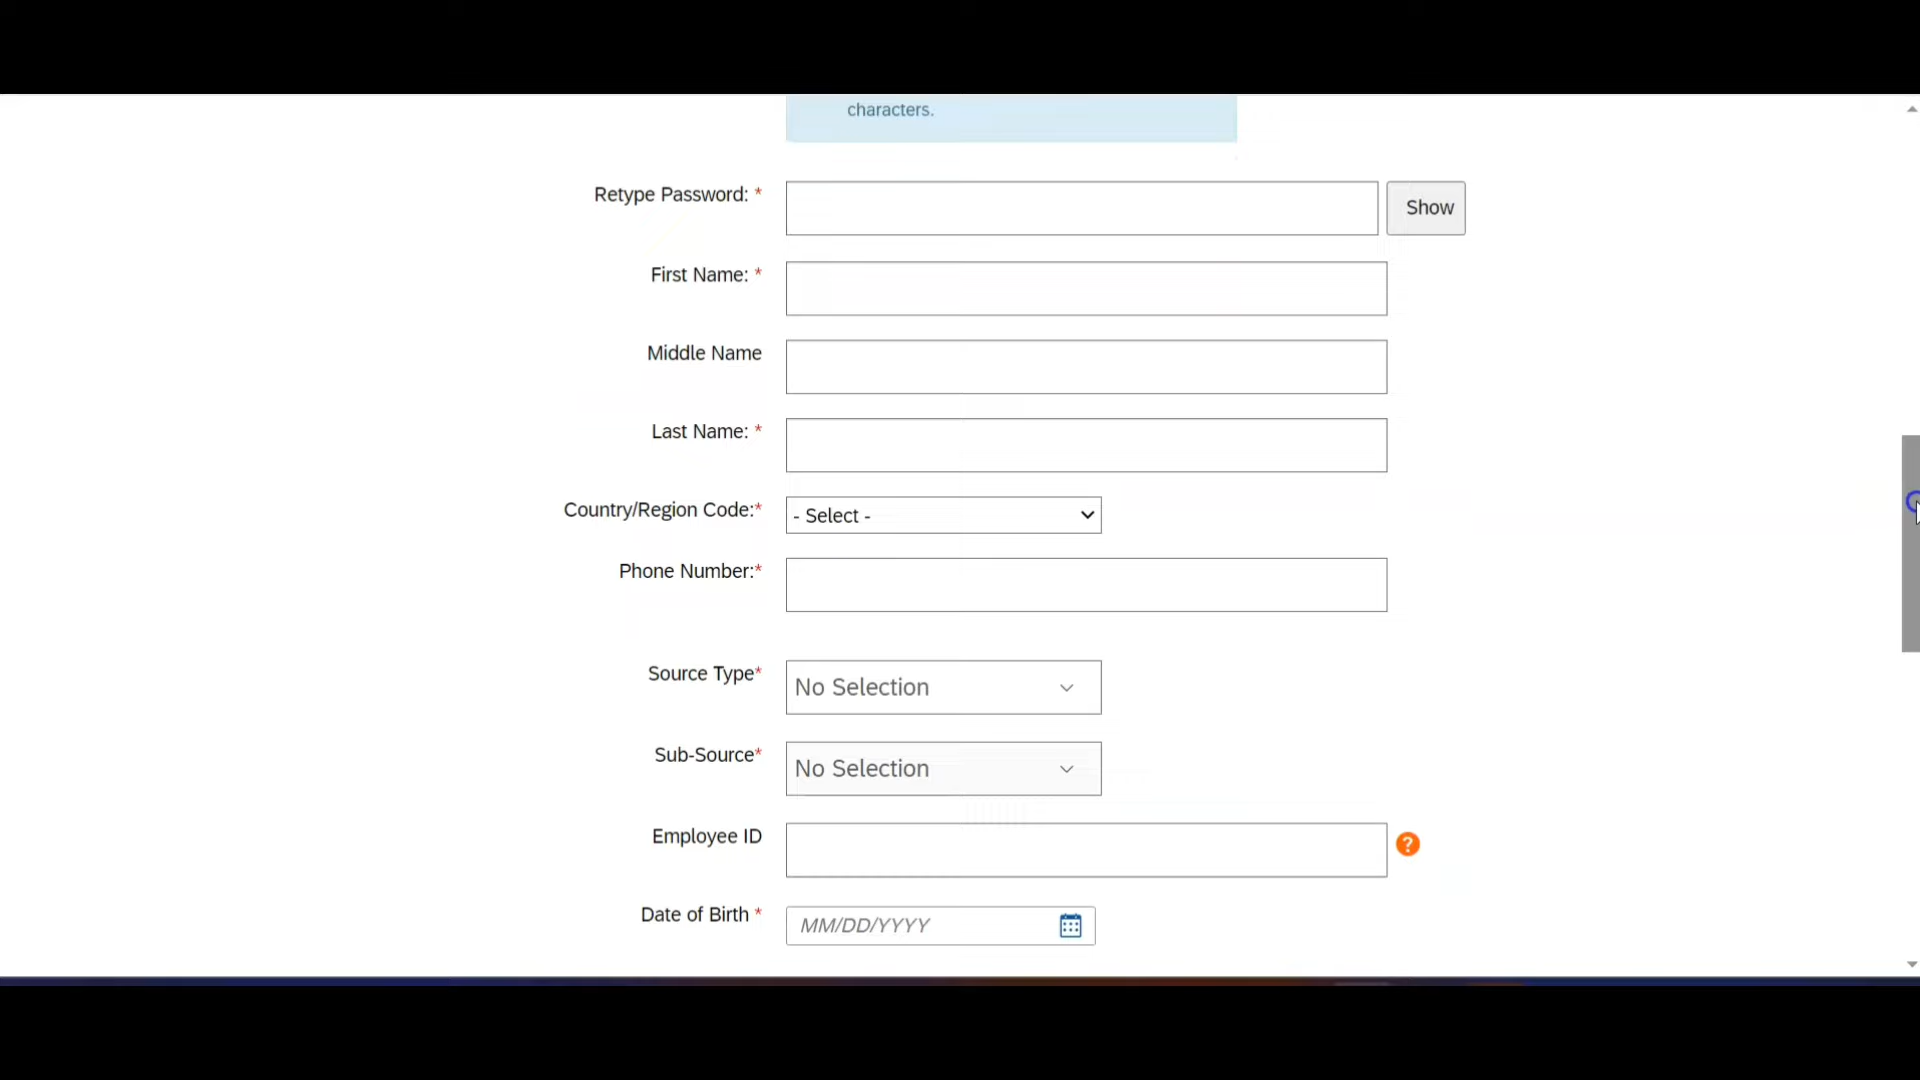 characters.
Retype Password: *
Show
First Name: *
Middle Name
Last Name: *
Country/Region Code:*
- Select -
Phone Number:*
Source Type*
No Selection
Sub-Source*
No Selection
Employee ID
?
Date of Birth *
MM/DD/YYYY